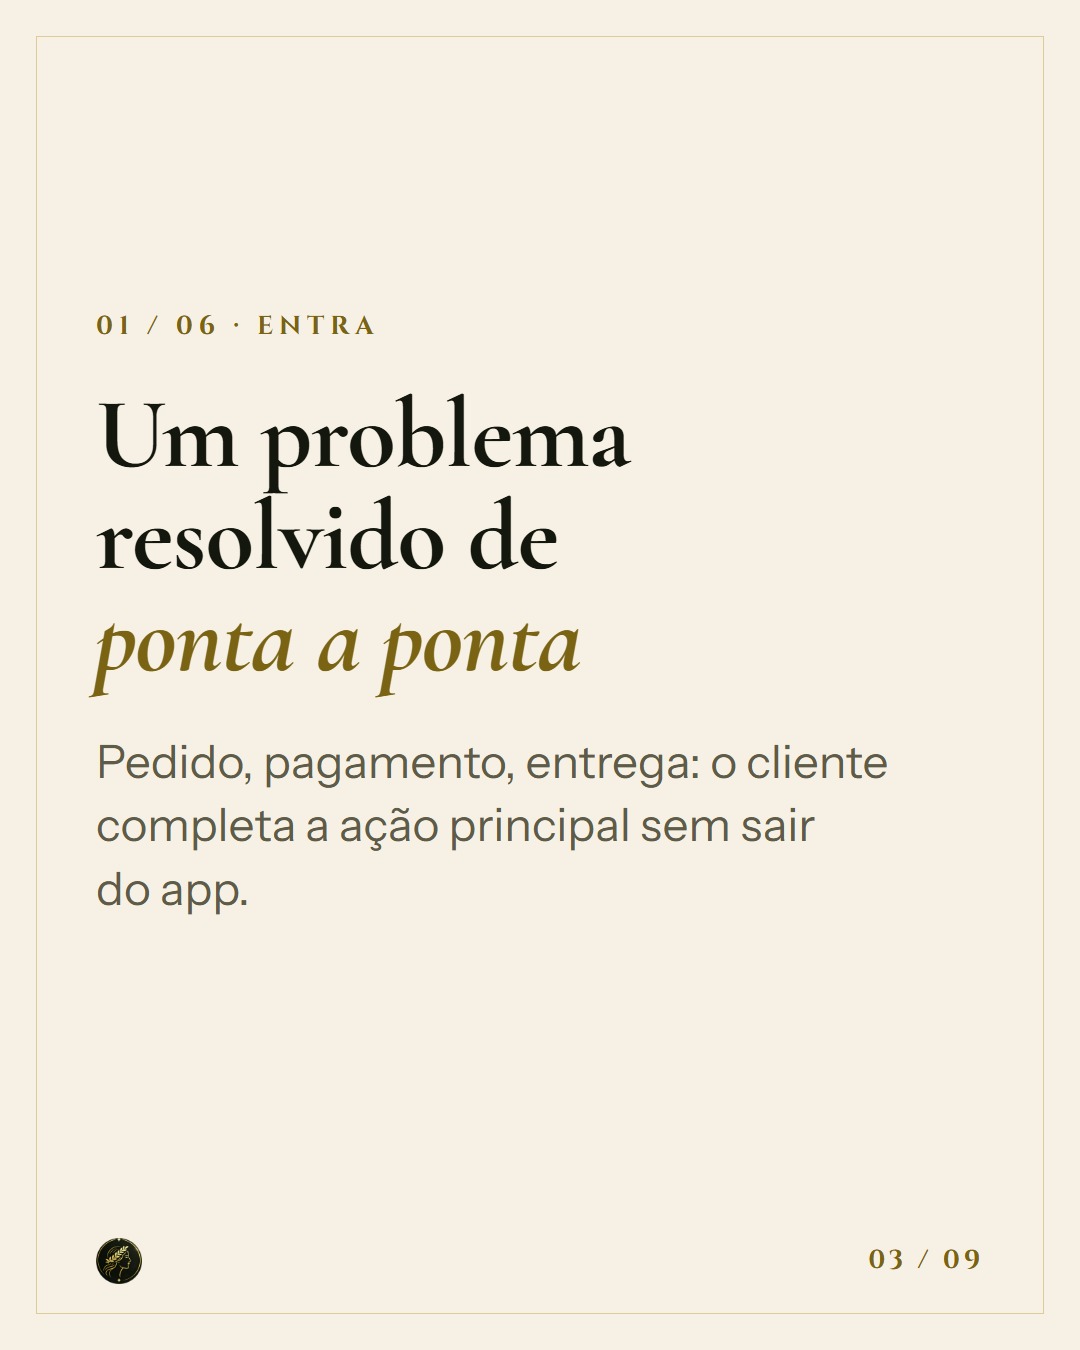 01 / 06 · ENTRA
Um problema
resolvido de
ponta a ponta
Pedido, pagamento, entrega: o cliente
completa a ação principal sem sair
do app.
03 / 09